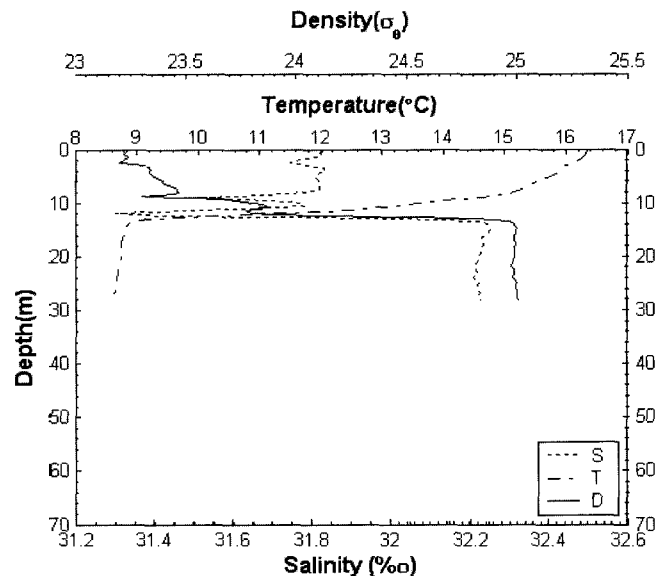 Density(σθ)
23 23.5 24 24.5 25 25.5
Temperature(°C)
8 9 10 11 12 13 14 15 16 17
0 0
10 10
20 20
30 30
40 40
50 50
60 60
70 70
Depth(m)
S
T
D
31.2 31.4 31.6 31.8 32 32.2 32.4 32.6
Salinity (‰)